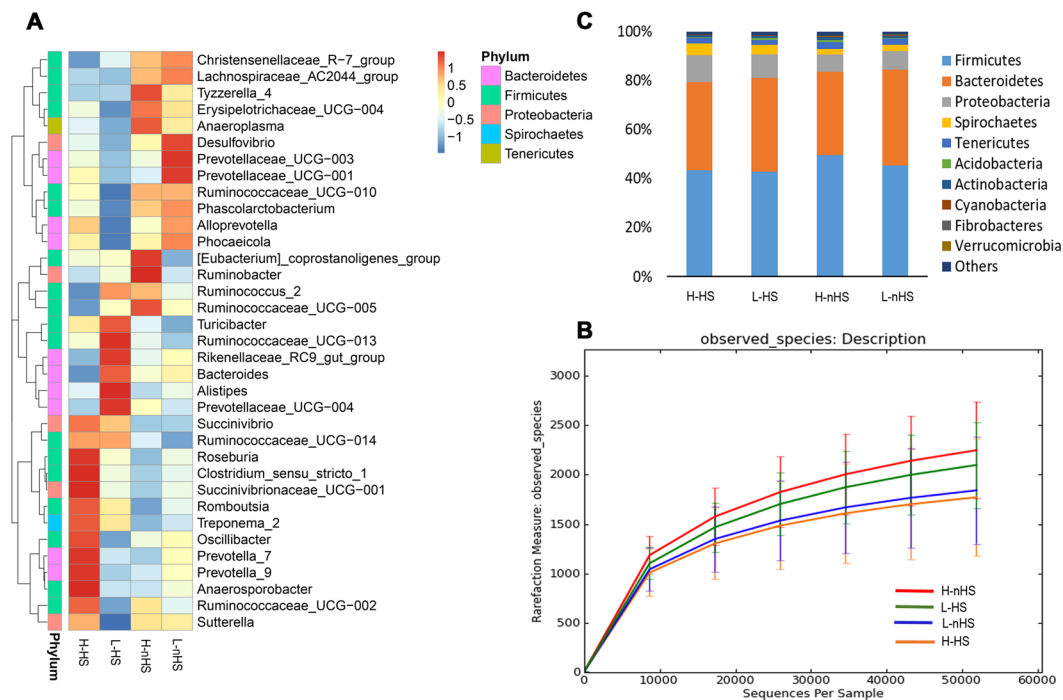 A
Christensenellaceae_R−7_group
Lachnospiraceae_AC2044_group
Tyzzerella_4
Erysipelotrichaceae_UCG−004
Anaeroplasma
Desulfovibrio
Prevotellaceae_UCG−003
Prevotellaceae_UCG−001
Ruminococcaceae_UCG−010
Phascolarctobacterium
Alloprevotella
Phocaeicola
[Eubacterium]_coprostanoligenes_group
Ruminobacter
Ruminococcus_2
Ruminococcaceae_UCG−005
Turicibacter
Ruminococcaceae_UCG−013
Rikenellaceae_RC9_gut_group
Bacteroides
Alistipes
Prevotellaceae_UCG−004
Succinivibrio
Ruminococcaceae_UCG−014
Roseburia
Clostridium_sensu_stricto_1
Succinivibrionaceae_UCG−001
Romboutsia
Treponema_2
Oscillibacter
Prevotella_7
Prevotella_9
Anaerosporobacter
Ruminococcaceae_UCG−002
Sutterella
Phylum
H-HS
L-HS
H-nHS
L-nHS
1
0.5
0
−0.5
−1
Phylum
Bacteroidetes
Firmicutes
Proteobacteria
Spirochaetes
Tenericutes
C
100%
80%
60%
40%
20%
0%
H-HS
L-HS
H-nHS
L-nHS
Firmicutes
Bacteroidetes
Proteobacteria
Spirochaetes
Tenericutes
Acidobacteria
Actinobacteria
Cyanobacteria
Fibrobacteres
Verrucomicrobia
Others
B
observed_species: Description
Rarefaction Measure: observed_species
3000
2500
2000
1500
1000
500
0
0
10000
20000
30000
40000
50000
60000
Sequences Per Sample
H-nHS
L-HS
L-nHS
H-HS